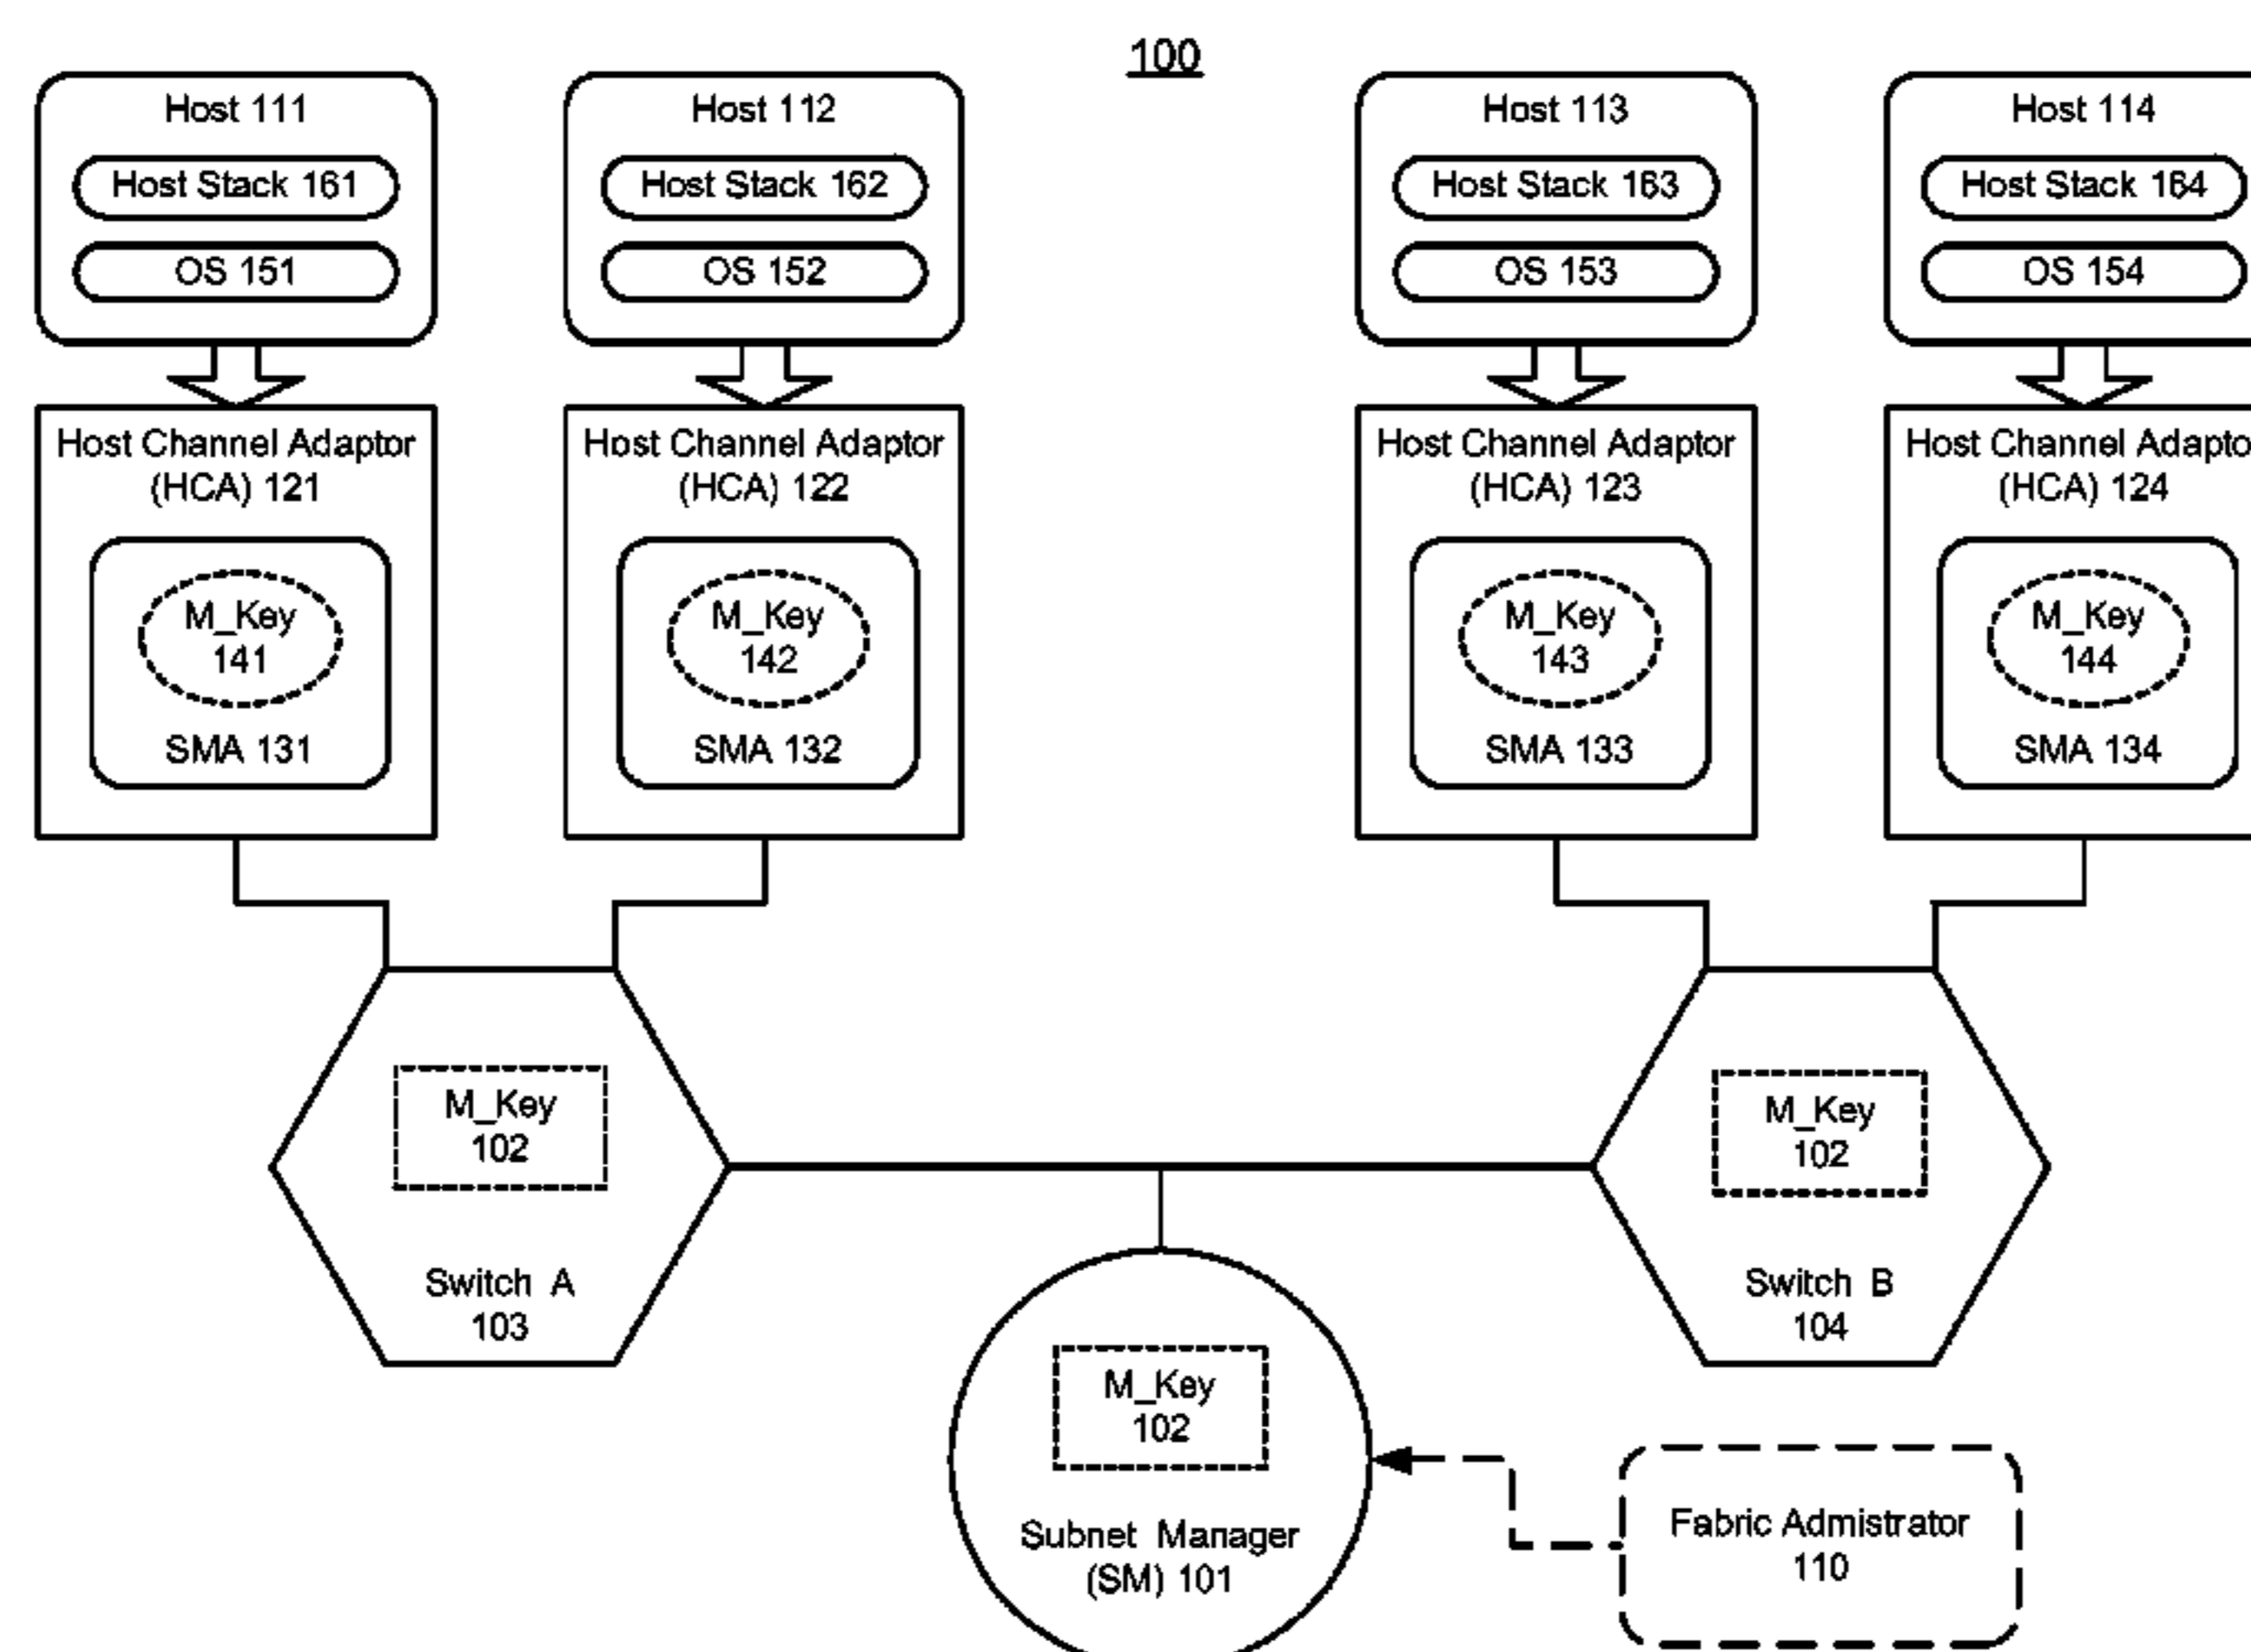 100
Host 111
Host Stack 161
OS 151
Host 112
Host Stack 162
OS 152
Host 113
Host Stack 163
OS 153
Host 114
Host Stack 164
OS 154
Host Channel Adaptor
(HCA) 121
M_Key
141
SMA 131
Host Channel Adaptor
(HCA) 122
M_Key
142
SMA 132
Host Channel Adaptor
(HCA) 123
M_Key
143
SMA 133
Host Channel Adapto
(HCA) 124
M_Key
144
SMA 134
M_Key
102
Switch A
103
M_Key
102
Switch B
104
M_Key
102
Subnet Manager
(SM) 101
Fabric Admistrator
110